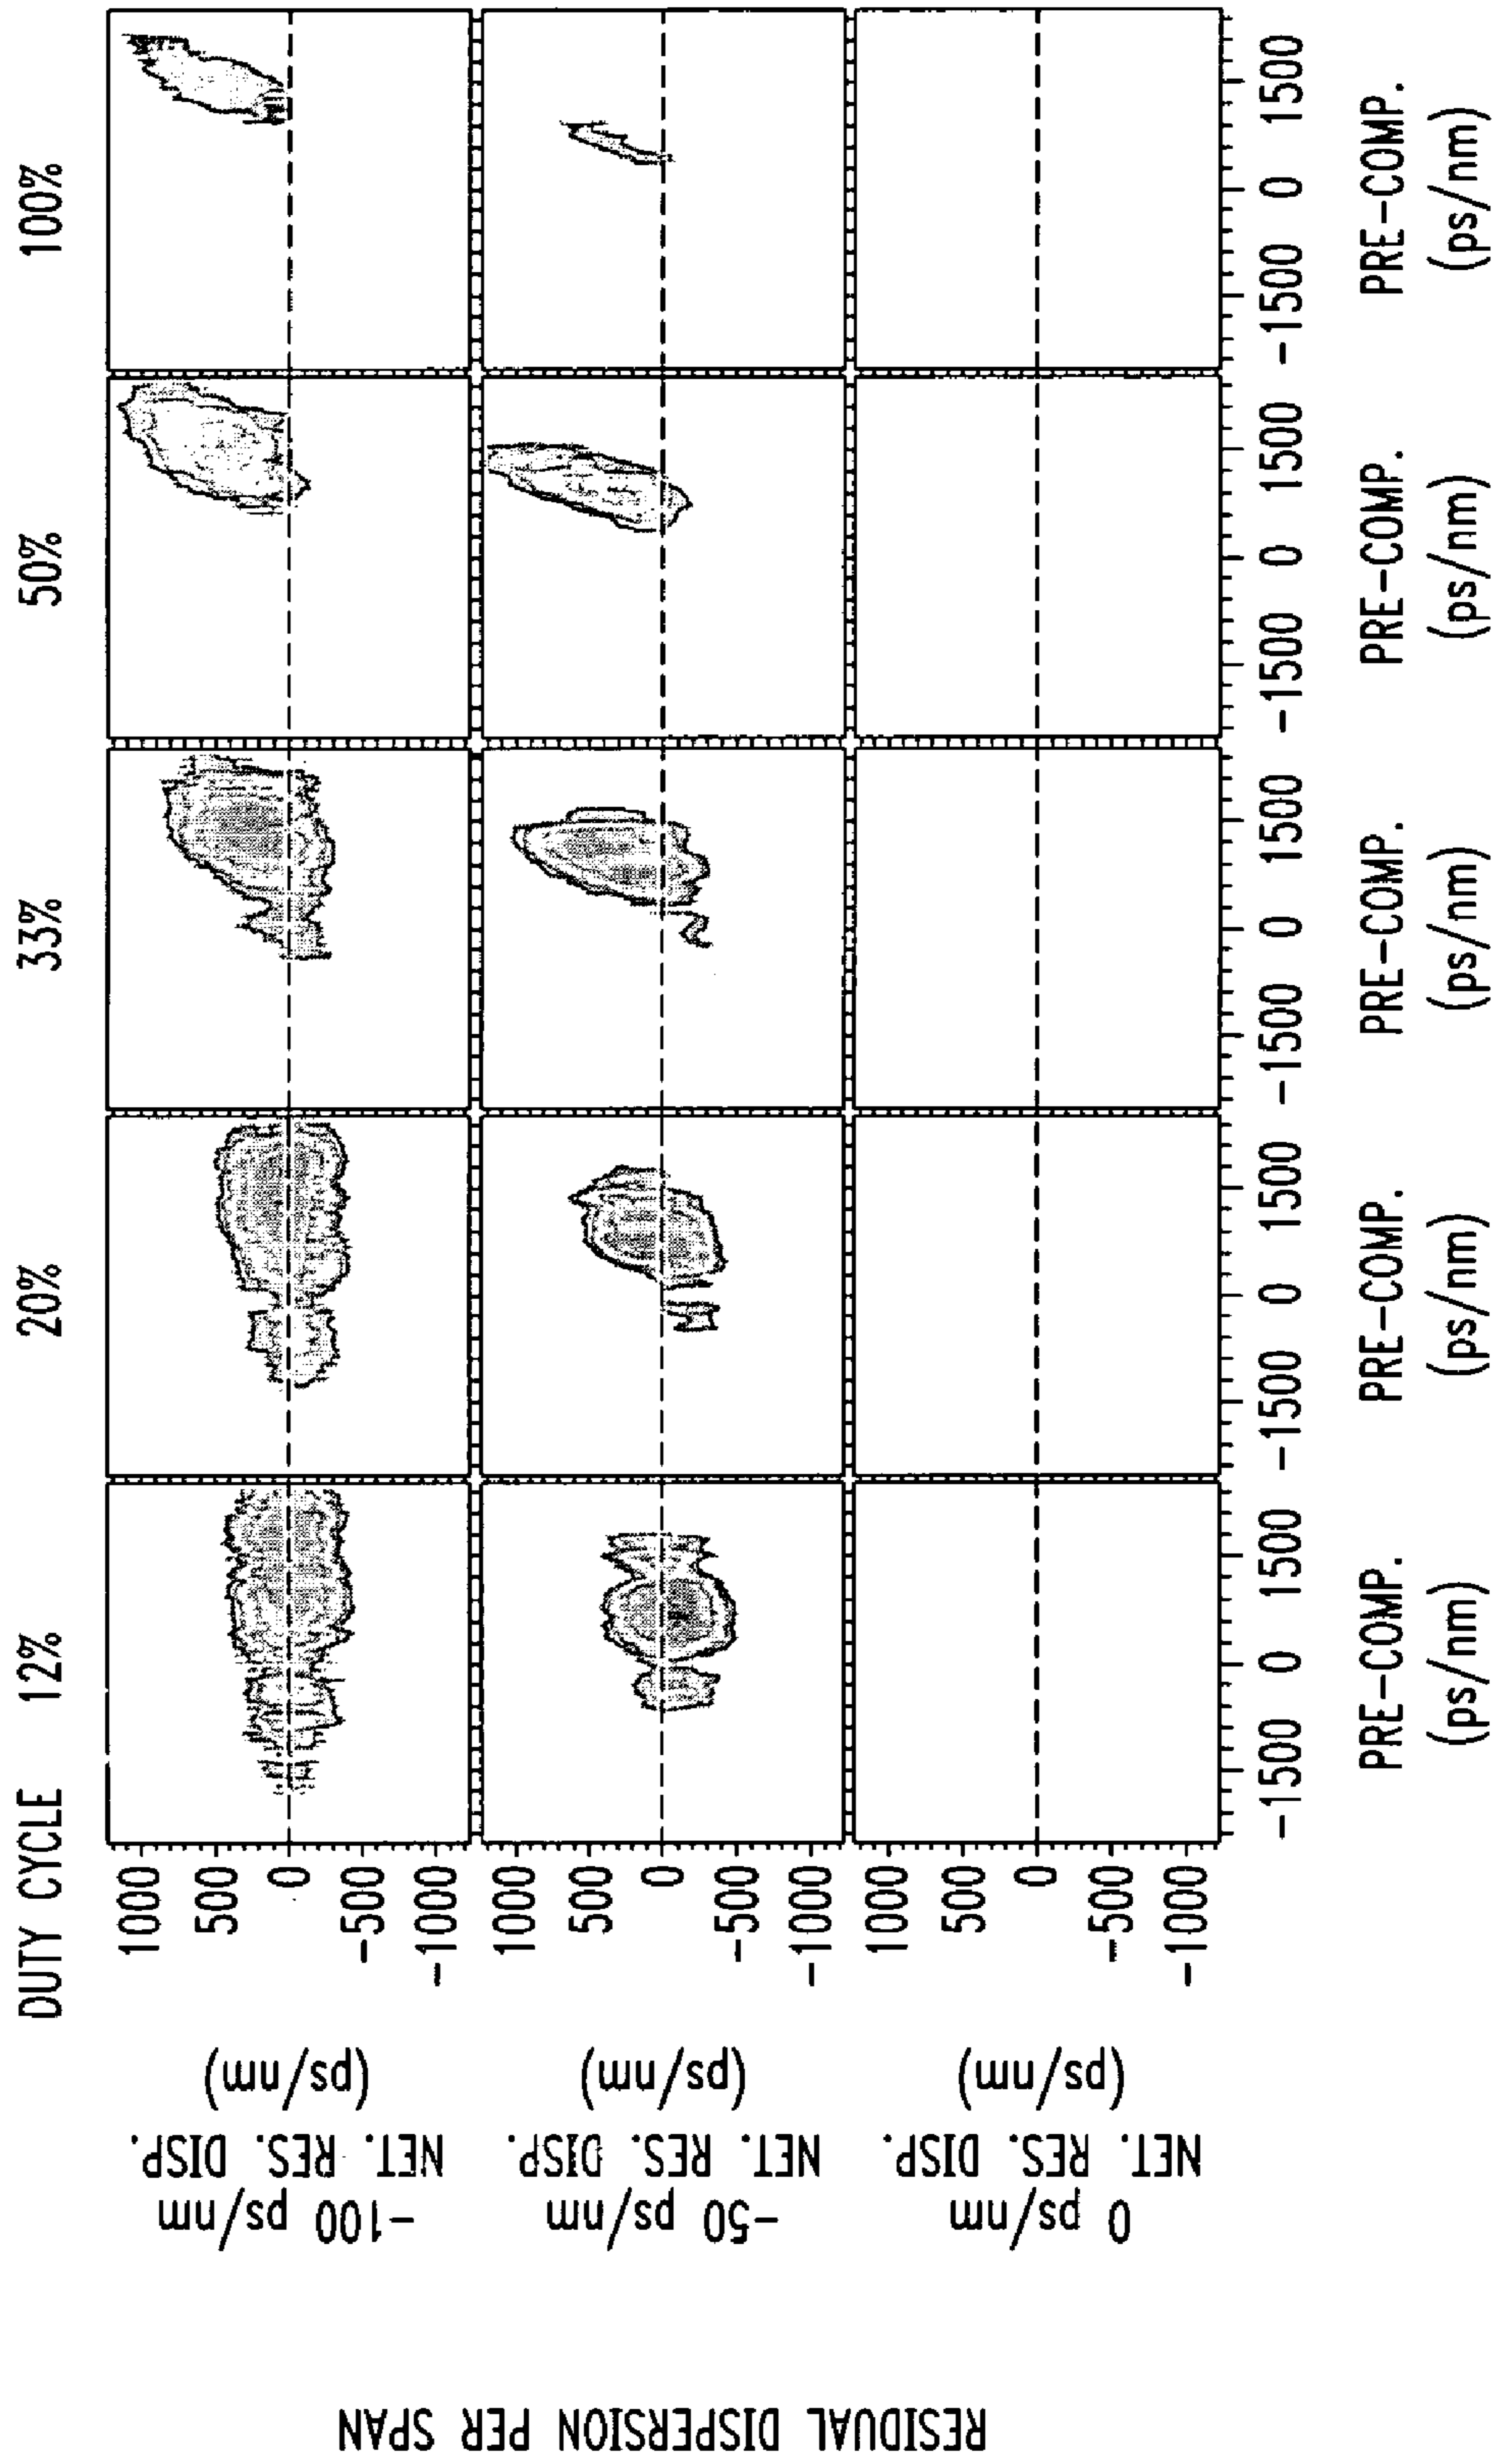 DUTY CYCLE 12% 20% 33% 50% 100%
RESIDUAL DISPERSION PER SPAN
-100 ps/nm
NET. RES. DISP.
(ps/nm)
1000
500
0
-500
-1000
-50 ps/nm
NET. RES. DISP.
(ps/nm)
1000
500
0
-500
-1000
0 ps/nm
NET. RES. DISP.
(ps/nm)
1000
500
0
-500
-1000
-1500 0 1500 -1500 0 1500 -1500 0 1500 -1500 0 1500 -1500 0 1500
PRE-COMP. PRE-COMP. PRE-COMP. PRE-COMP. PRE-COMP.
(ps/nm) (ps/nm) (ps/nm) (ps/nm) (ps/nm)